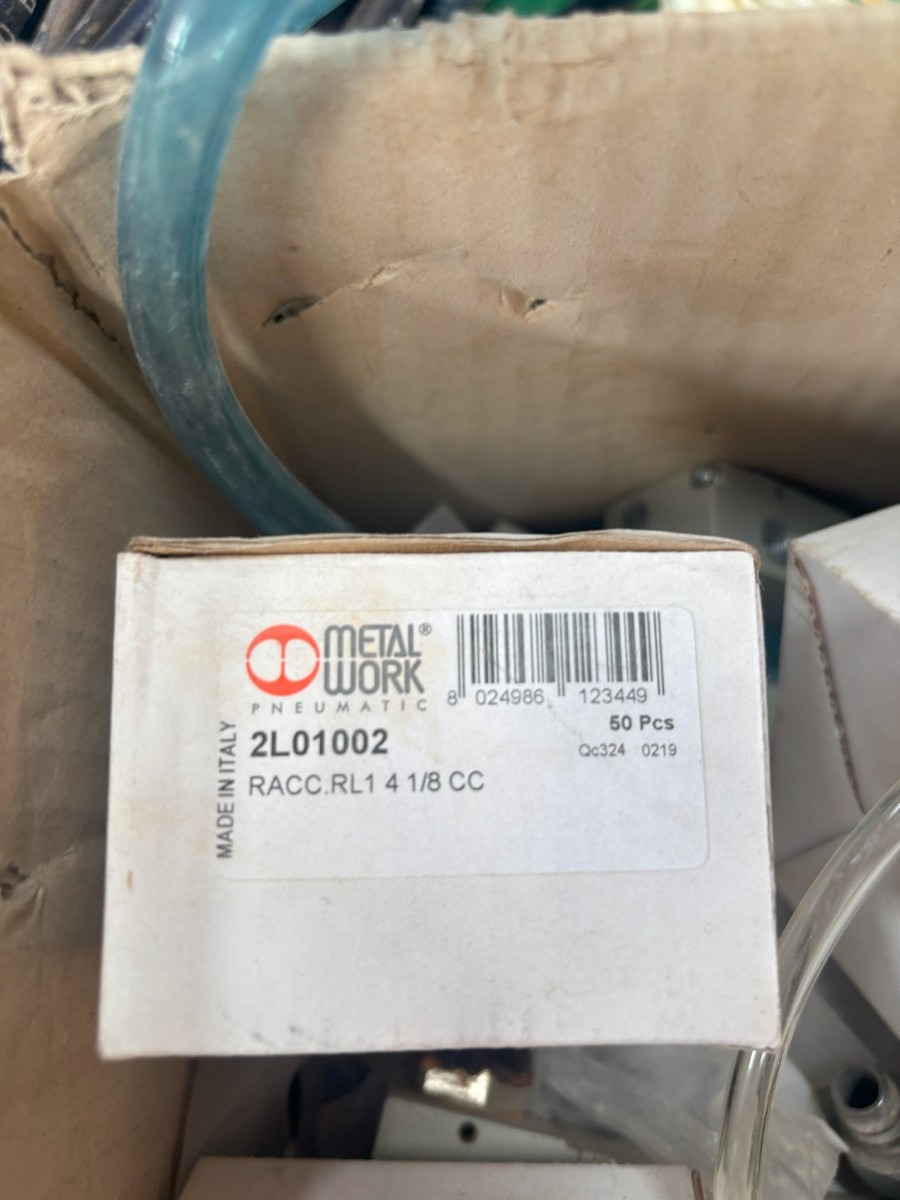 METAL®
WORK
PNEUMATIC
8 024986 123449
50 Pcs
2L01002
Qc324 0219
RACC.RL1 4 1/8 CC
MADE IN ITALY